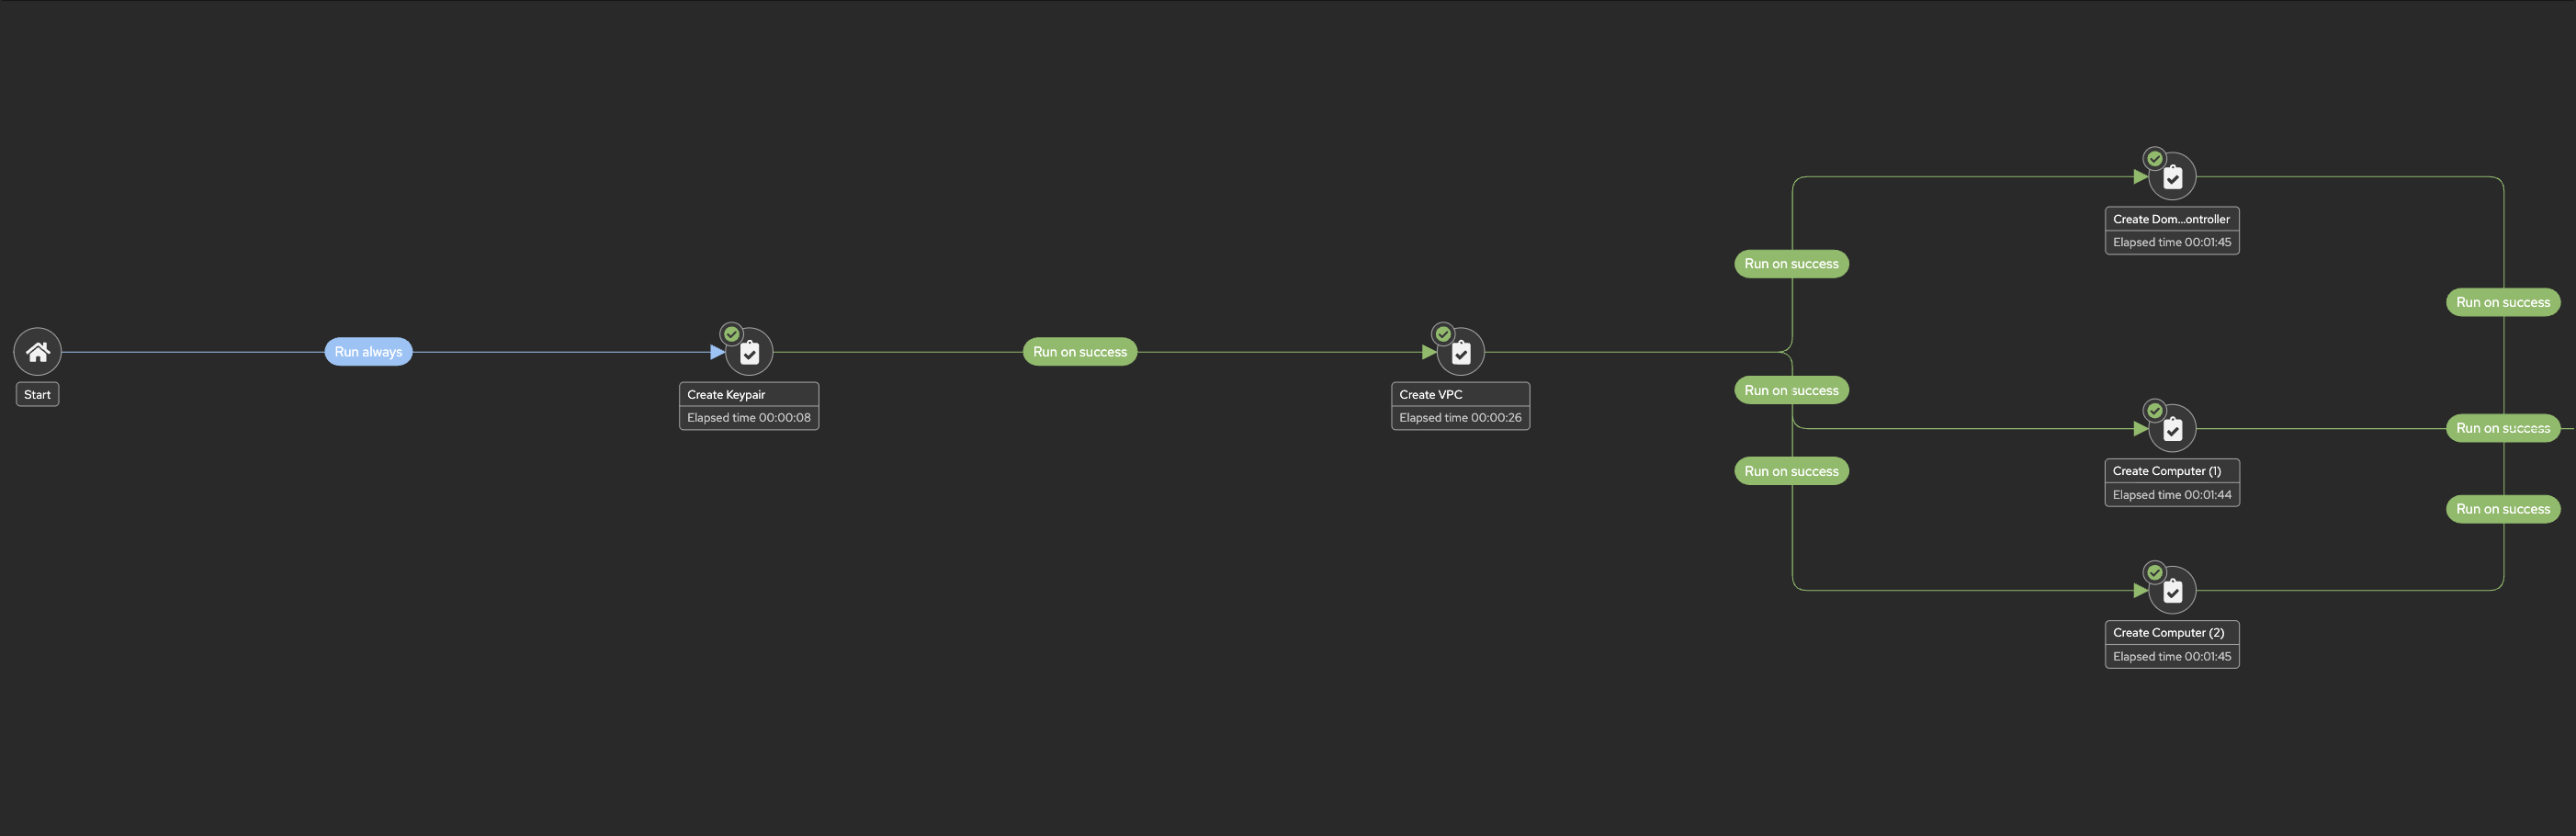 Start
Run always
Create Keypair
Elapsed time 00:00:08
Run on success
Create VPC
Elapsed time 00:00:26
Run on success
Run on success
Run on success
Create Dom...ontroller
Elapsed time 00:01:45
Create Computer (1)
Elapsed time 00:01:44
Create Computer (2)
Elapsed time 00:01:45
Run on success
Run on success
Run on success